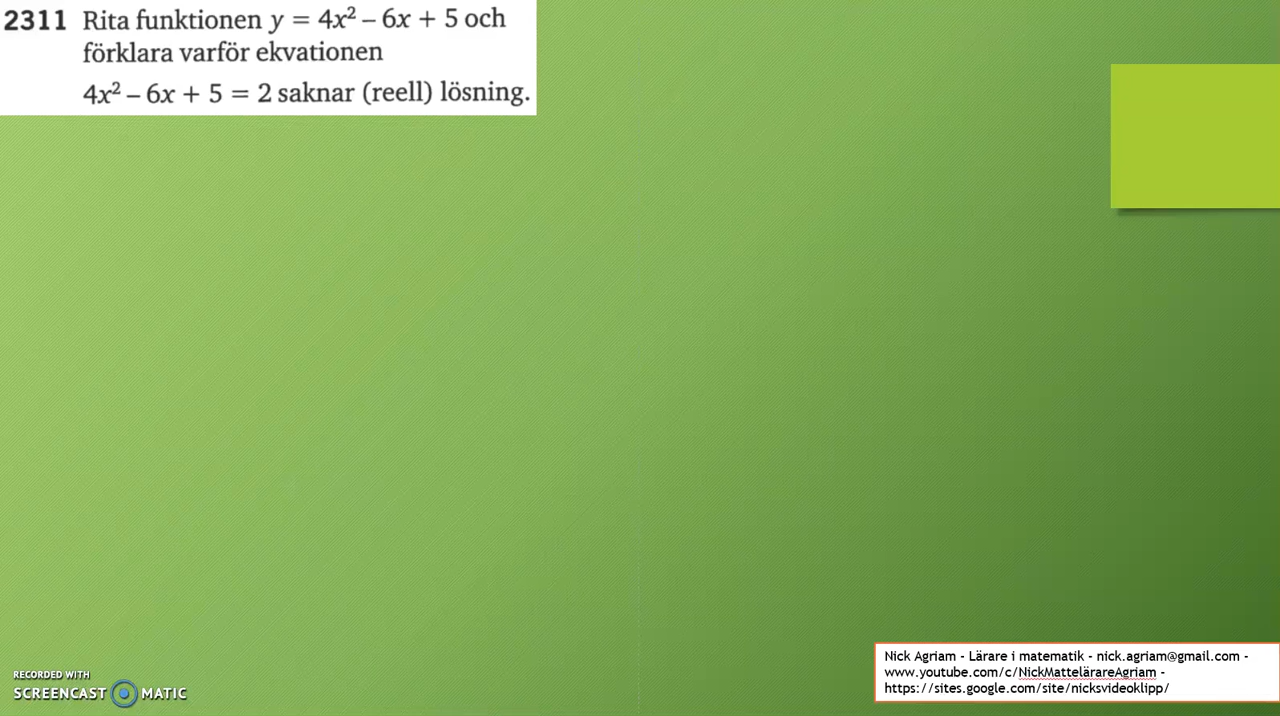 2311 Rita funktionen y = 4x² – 6x + 5 och
förklara varför ekvationen
4x² – 6x + 5 = 2 saknar (reell) lösning.
Nick Agriam - Lärare i matematik - nick.agriam@gmail.com -
www.youtube.com/c/NickMattelärareAgriam -
https://sites.google.com/site/nicksvideoklipp/
RECORDED WITH
SCREENCAST MATIC